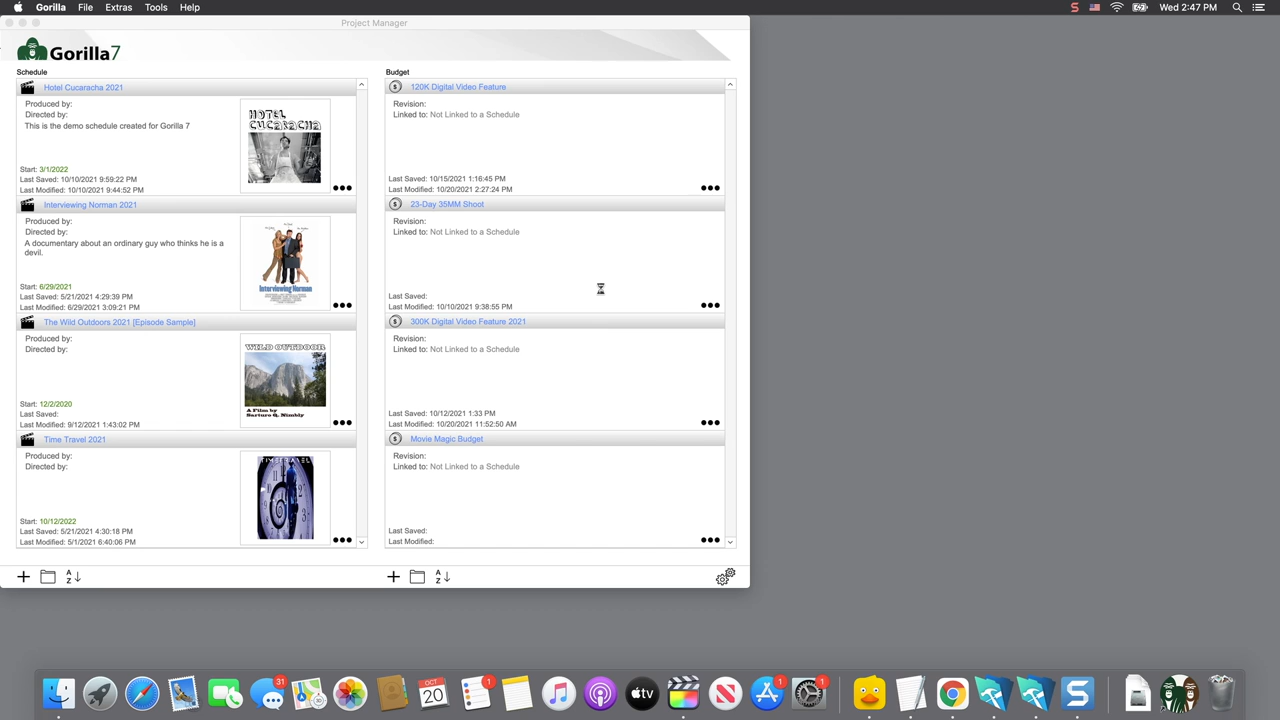 Gorilla File Extras Tools Help
S Wed 2:47 PM
Project Manager
Gorilla7
Schedule
Hotel Cucaracha 2021
Produced by:
Directed by:
This is the demo schedule created for Gorilla 7
HOTEL
CUCARACHA
Start: 3/1/2022
Last Saved: 10/10/2021 9:59:22 PM
Last Modified: 10/10/2021 9:44:52 PM
Interviewing Norman 2021
Produced by:
Directed by:
A documentary about an ordinary guy who thinks he is a
devil.
Interviewing Norman
Start: 6/29/2021
Last Saved: 5/21/2021 4:29:39 PM
Last Modified: 6/29/2021 3:09:21 PM
The Wild Outdoors 2021 [Episode Sample]
Produced by:
Directed by:
WILD OUTDOOR
A Film by
Sarturo Q. Nimbly
Start: 12/2/2020
Last Saved:
Last Modified: 9/12/2021 1:43:02 PM
Time Travel 2021
Produced by:
Directed by:
Start: 10/12/2022
Last Saved: 5/21/2021 4:30:18 PM
Last Modified: 5/1/2021 6:40:06 PM
Budget
120K Digital Video Feature
Revision:
Linked to: Not Linked to a Schedule
Last Saved: 10/15/2021 1:16:45 PM
Last Modified: 10/20/2021 2:27:24 PM
23-Day 35MM Shoot
Revision:
Linked to: Not Linked to a Schedule
Last Saved:
Last Modified: 10/10/2021 9:38:55 PM
300K Digital Video Feature 2021
Revision:
Linked to: Not Linked to a Schedule
Last Saved: 10/12/2021 1:33 PM
Last Modified: 10/20/2021 11:52:50 AM
Movie Magic Budget
Revision:
Linked to: Not Linked to a Schedule
Last Saved:
Last Modified:
A
Z
A
Z
31
OCT
20
1
tv
1
1
S